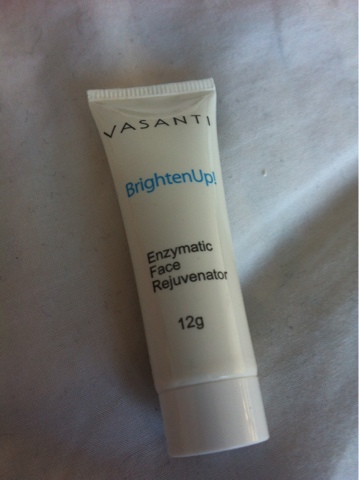 VASANTI
BrightenUp!
Enzymatic
Face
Rejuvenator
12g